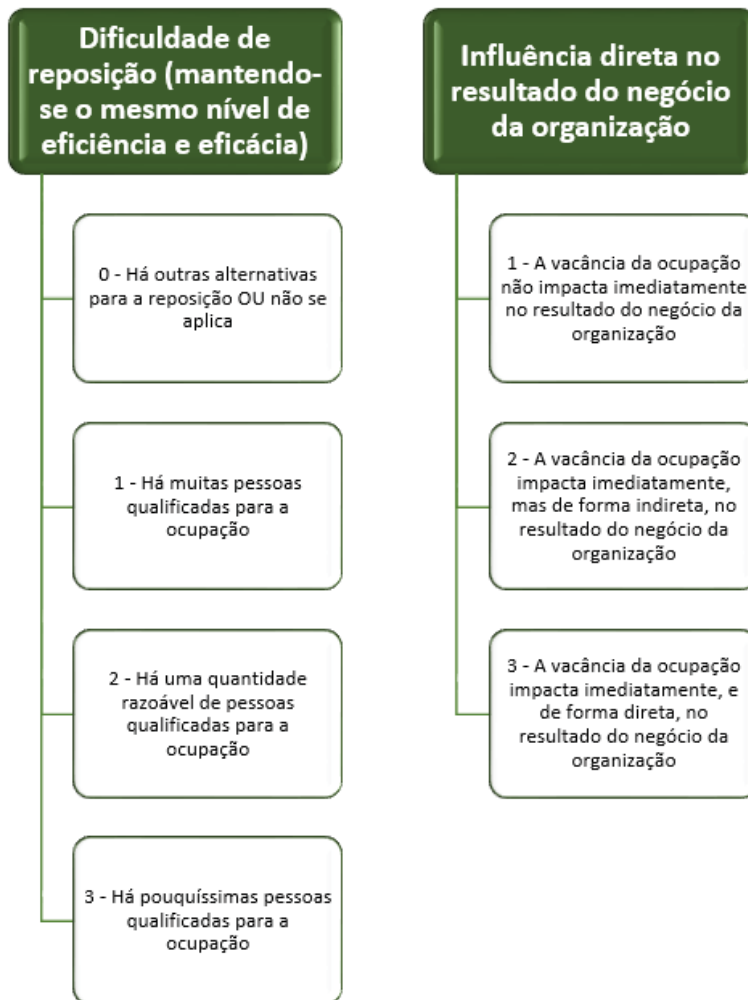 Dificuldade de
reposição (mantendo-
se o mesmo nível de
eficiência e eficácia)
0 - Há outras alternativas
para a reposição OU não se
aplica
1 - Há muitas pessoas
qualificadas para a
ocupação
2 - Há uma quantidade
razoável de pessoas
qualificadas para a
ocupação
3 - Há pouquíssimas pessoas
qualificadas para a
ocupação
Influência direta no
resultado do negócio
da organização
1 - A vacância da ocupação
não impacta imediatamente
no resultado do negócio da
organização
2 - A vacância da ocupação
impacta imediatamente,
mas de forma indireta, no
resultado do negócio da
organização
3 - A vacância da ocupação
impacta imediatamente, e
de forma direta, no
resultado do negócio da
organização